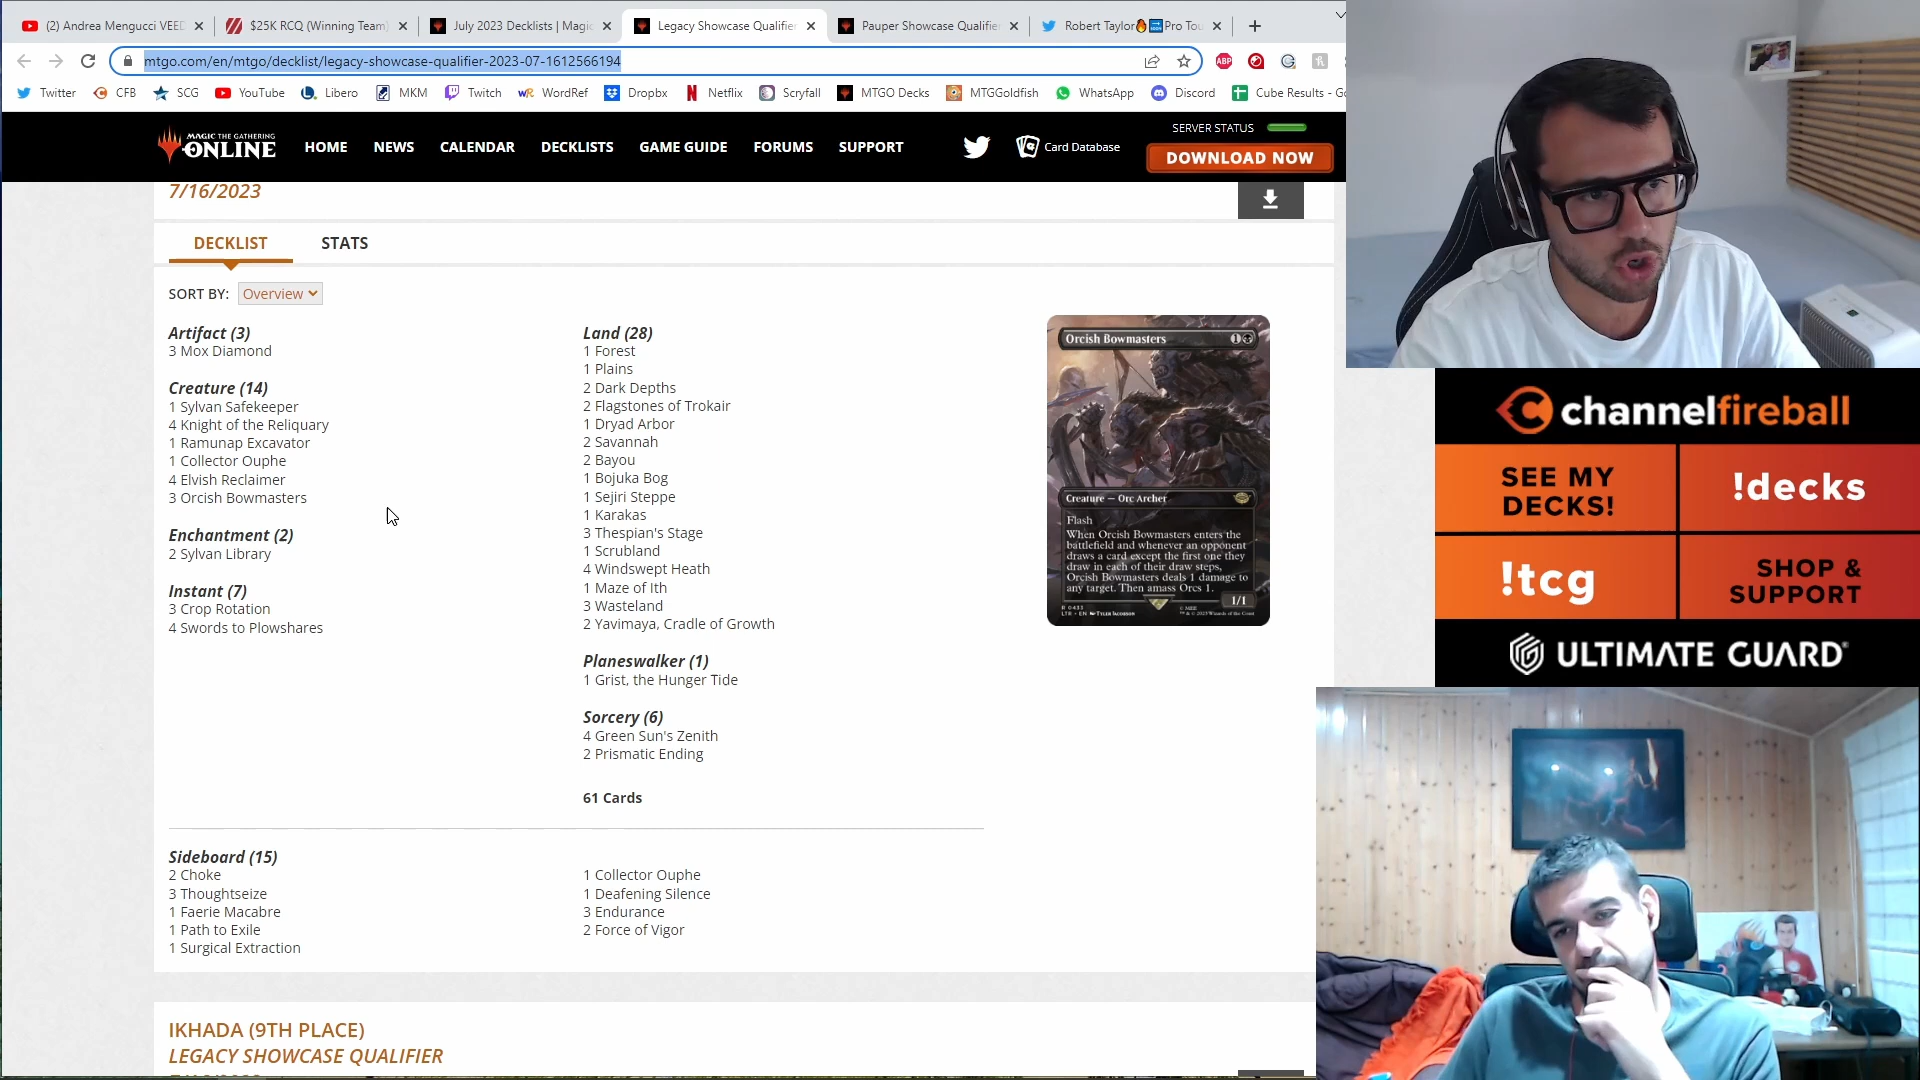 (2) Andrea Mengucci VEED
$25K RCQ (Winning Team)
July 2023 Decklists | Magic
Legacy Showcase Qualifier
Pauper Showcase Qualifier
Robert Taylor🔥🔜Pro Tou
mtgo.com/en/mtgo/decklist/legacy-showcase-qualifier-2023-07-1612566194
Twitter CFB SCG YouTube Libero MKM Twitch WordRef Dropbx Netflix Scryfall MTGO Decks MTGGoldfish WhatsApp Discord Cube Results - Go
MAGIC THE GATHERING
ONLINE
HOME NEWS CALENDAR DECKLISTS GAME GUIDE FORUMS SUPPORT
Card Database
SERVER STATUS
DOWNLOAD NOW
7/16/2023
DECKLIST STATS
SORT BY: Overview
Artifact (3)
3 Mox Diamond
Creature (14)
1 Sylvan Safekeeper
4 Knight of the Reliquary
1 Ramunap Excavator
1 Collector Ouphe
4 Elvish Reclaimer
3 Orcish Bowmasters
Enchantment (2)
2 Sylvan Library
Instant (7)
3 Crop Rotation
4 Swords to Plowshares
Land (28)
1 Forest
1 Plains
2 Dark Depths
2 Flagstones of Trokair
1 Dryad Arbor
2 Savannah
2 Bayou
1 Bojuka Bog
1 Sejiri Steppe
1 Karakas
3 Thespian's Stage
1 Scrubland
4 Windswept Heath
1 Maze of Ith
3 Wasteland
2 Yavimaya, Cradle of Growth
Planeswalker (1)
1 Grist, the Hunger Tide
Sorcery (6)
4 Green Sun's Zenith
2 Prismatic Ending
61 Cards
Orcish Bowmasters 1
Creature — Orc Archer
Flash
When Orcish Bowmasters enters the
battlefield and whenever an opponent
draws a card except the first one they
draw in each of their draw steps,
Orcish Bowmasters deals 1 damage to
any target. Then amass Orcs 1.
1/1
R 0433
LTR • EN Tyler Jacobson
Sideboard (15)
2 Choke
3 Thoughtseize
1 Faerie Macabre
1 Path to Exile
1 Surgical Extraction
1 Collector Ouphe
1 Deafening Silence
3 Endurance
2 Force of Vigor
IKHADA (9TH PLACE)
LEGACY SHOWCASE QUALIFIER
channelfireball
SEE MY
DECKS!
!decks
!tcg
SHOP &
SUPPORT
ULTIMATE GUARD
ABP